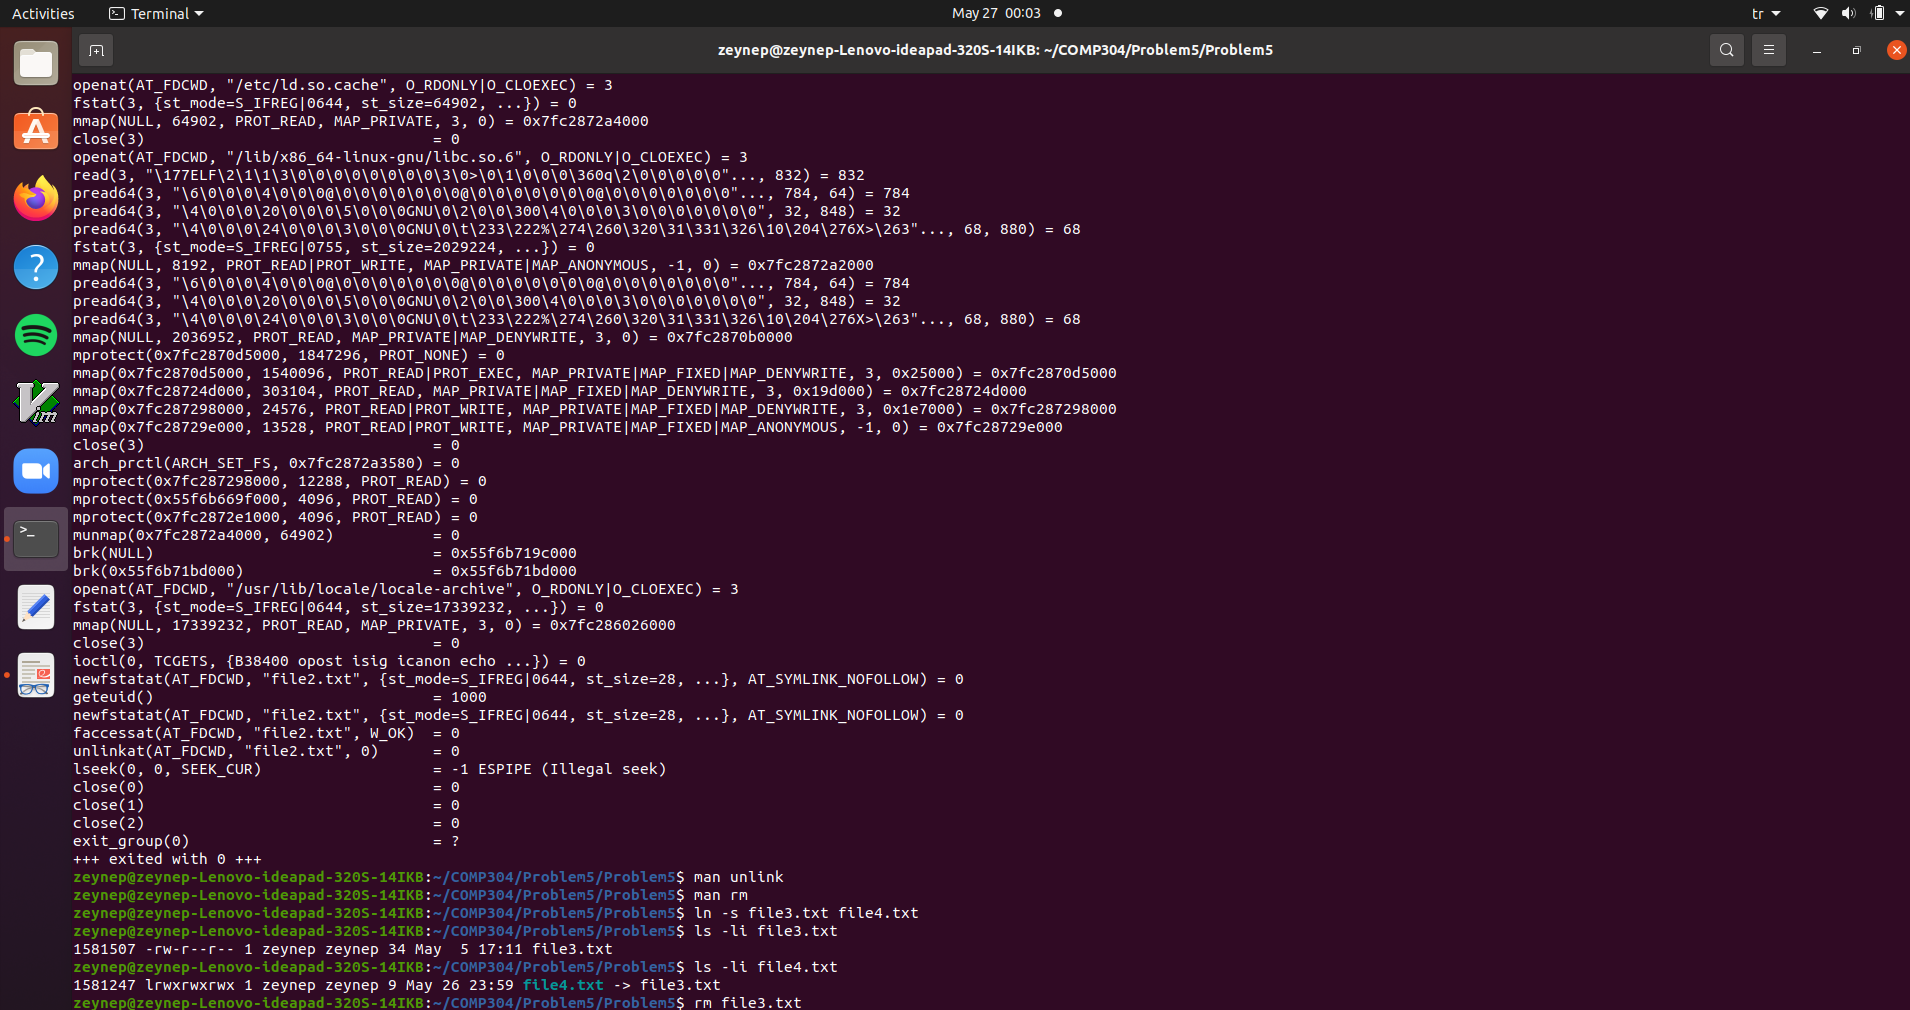 Activities
Terminal
May 27  00:03
tr
zeynep@zeynep-Lenovo-ideapad-320S-14IKB: ~/COMP304/Problem5/Problem5
openat(AT_FDCWD, "/etc/ld.so.cache", O_RDONLY|O_CLOEXEC) = 3
fstat(3, {st_mode=S_IFREG|0644, st_size=64902, ...}) = 0
mmap(NULL, 64902, PROT_READ, MAP_PRIVATE, 3, 0) = 0x7fc2872a4000
close(3)                                = 0
openat(AT_FDCWD, "/lib/x86_64-linux-gnu/libc.so.6", O_RDONLY|O_CLOEXEC) = 3
read(3, "\177ELF\2\1\1\3\0\0\0\0\0\0\0\0\3\0>\0\1\0\0\0\360q\2\0\0\0\0\0"..., 832) = 832
pread64(3, "\6\0\0\0\4\0\0\0@\0\0\0\0\0\0\0@\0\0\0\0\0\0\0@\0\0\0\0\0\0\0"..., 784, 64) = 784
pread64(3, "\4\0\0\0\20\0\0\0\5\0\0\0GNU\0\2\0\0\300\4\0\0\0\3\0\0\0\0\0\0\0", 32, 848) = 32
pread64(3, "\4\0\0\0\24\0\0\0\3\0\0\0GNU\0\t\233\222%\274\260\320\31\331\326\10\204\276X>\263"..., 68, 880) = 68
fstat(3, {st_mode=S_IFREG|0755, st_size=2029224, ...}) = 0
mmap(NULL, 8192, PROT_READ|PROT_WRITE, MAP_PRIVATE|MAP_ANONYMOUS, -1, 0) = 0x7fc2872a2000
pread64(3, "\6\0\0\0\4\0\0\0@\0\0\0\0\0\0\0@\0\0\0\0\0\0\0@\0\0\0\0\0\0\0"..., 784, 64) = 784
pread64(3, "\4\0\0\0\20\0\0\0\5\0\0\0GNU\0\2\0\0\300\4\0\0\0\3\0\0\0\0\0\0\0", 32, 848) = 32
pread64(3, "\4\0\0\0\24\0\0\0\3\0\0\0GNU\0\t\233\222%\274\260\320\31\331\326\10\204\276X>\263"..., 68, 880) = 68
mmap(NULL, 2036952, PROT_READ, MAP_PRIVATE|MAP_DENYWRITE, 3, 0) = 0x7fc2870b0000
mprotect(0x7fc2870d5000, 1847296, PROT_NONE) = 0
mmap(0x7fc2870d5000, 1540096, PROT_READ|PROT_EXEC, MAP_PRIVATE|MAP_FIXED|MAP_DENYWRITE, 3, 0x25000) = 0x7fc2870d5000
mmap(0x7fc28724d000, 303104, PROT_READ, MAP_PRIVATE|MAP_FIXED|MAP_DENYWRITE, 3, 0x19d000) = 0x7fc28724d000
mmap(0x7fc287298000, 24576, PROT_READ|PROT_WRITE, MAP_PRIVATE|MAP_FIXED|MAP_DENYWRITE, 3, 0x1e7000) = 0x7fc287298000
mmap(0x7fc28729e000, 13528, PROT_READ|PROT_WRITE, MAP_PRIVATE|MAP_FIXED|MAP_ANONYMOUS, -1, 0) = 0x7fc28729e000
close(3)                                = 0
arch_prctl(ARCH_SET_FS, 0x7fc2872a3580) = 0
mprotect(0x7fc287298000, 12288, PROT_READ) = 0
mprotect(0x55f6b669f000, 4096, PROT_READ) = 0
mprotect(0x7fc2872e1000, 4096, PROT_READ) = 0
munmap(0x7fc2872a4000, 64902)           = 0
brk(NULL)                               = 0x55f6b719c000
brk(0x55f6b71bd000)                     = 0x55f6b71bd000
openat(AT_FDCWD, "/usr/lib/locale/locale-archive", O_RDONLY|O_CLOEXEC) = 3
fstat(3, {st_mode=S_IFREG|0644, st_size=17339232, ...}) = 0
mmap(NULL, 17339232, PROT_READ, MAP_PRIVATE, 3, 0) = 0x7fc286026000
close(3)                                = 0
ioctl(0, TCGETS, {B38400 opost isig icanon echo ...}) = 0
newfstatat(AT_FDCWD, "file2.txt", {st_mode=S_IFREG|0644, st_size=28, ...}, AT_SYMLINK_NOFOLLOW) = 0
geteuid()                               = 1000
newfstatat(AT_FDCWD, "file2.txt", {st_mode=S_IFREG|0644, st_size=28, ...}, AT_SYMLINK_NOFOLLOW) = 0
faccessat(AT_FDCWD, "file2.txt", W_OK)  = 0
unlinkat(AT_FDCWD, "file2.txt", 0)      = 0
lseek(0, 0, SEEK_CUR)                   = -1 ESPIPE (Illegal seek)
close(0)                                = 0
close(1)                                = 0
close(2)                                = 0
exit_group(0)                           = ?
+++ exited with 0 +++
zeynep@zeynep-Lenovo-ideapad-320S-14IKB:~/COMP304/Problem5/Problem5$ man unlink
zeynep@zeynep-Lenovo-ideapad-320S-14IKB:~/COMP304/Problem5/Problem5$ man rm
zeynep@zeynep-Lenovo-ideapad-320S-14IKB:~/COMP304/Problem5/Problem5$ ln -s file3.txt file4.txt
zeynep@zeynep-Lenovo-ideapad-320S-14IKB:~/COMP304/Problem5/Problem5$ ls -li file3.txt
1581507 -rw-r--r-- 1 zeynep zeynep 34 May  5 17:11 file3.txt
zeynep@zeynep-Lenovo-ideapad-320S-14IKB:~/COMP304/Problem5/Problem5$ ls -li file4.txt
1581247 lrwxrwxrwx 1 zeynep zeynep 9 May 26 23:59 file4.txt -> file3.txt
zeynep@zeynep-Lenovo-ideapad-320S-14IKB:~/COMP304/Problem5/Problem5$ rm file3.txt